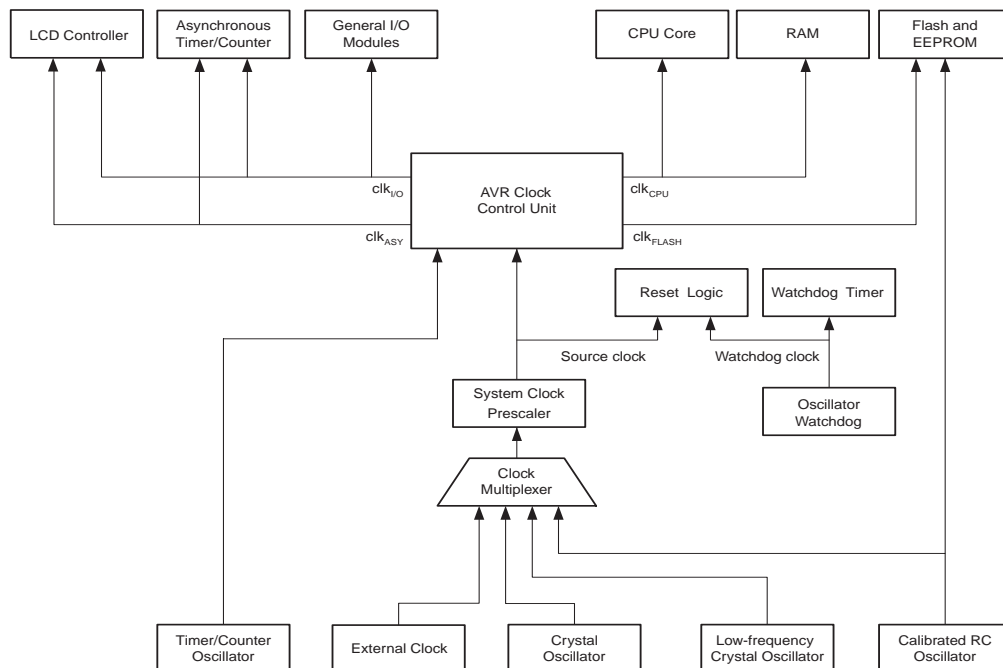 LCD Controller
Asynchronous
Timer/Counter
General I/O
Modules
CPU Core
RAM
Flash and
EEPROM
clkI/O
AVR Clock
Control Unit
clkCPU
clkASY
clkFLASH
Reset Logic
Watchdog Timer
Source clock
Watchdog clock
System Clock
Prescaler
Oscillator
Watchdog
Clock
Multiplexer
Timer/Counter
Oscillator
External Clock
Crystal
Oscillator
Low-frequency
Crystal Oscillator
Calibrated RC
Oscillator